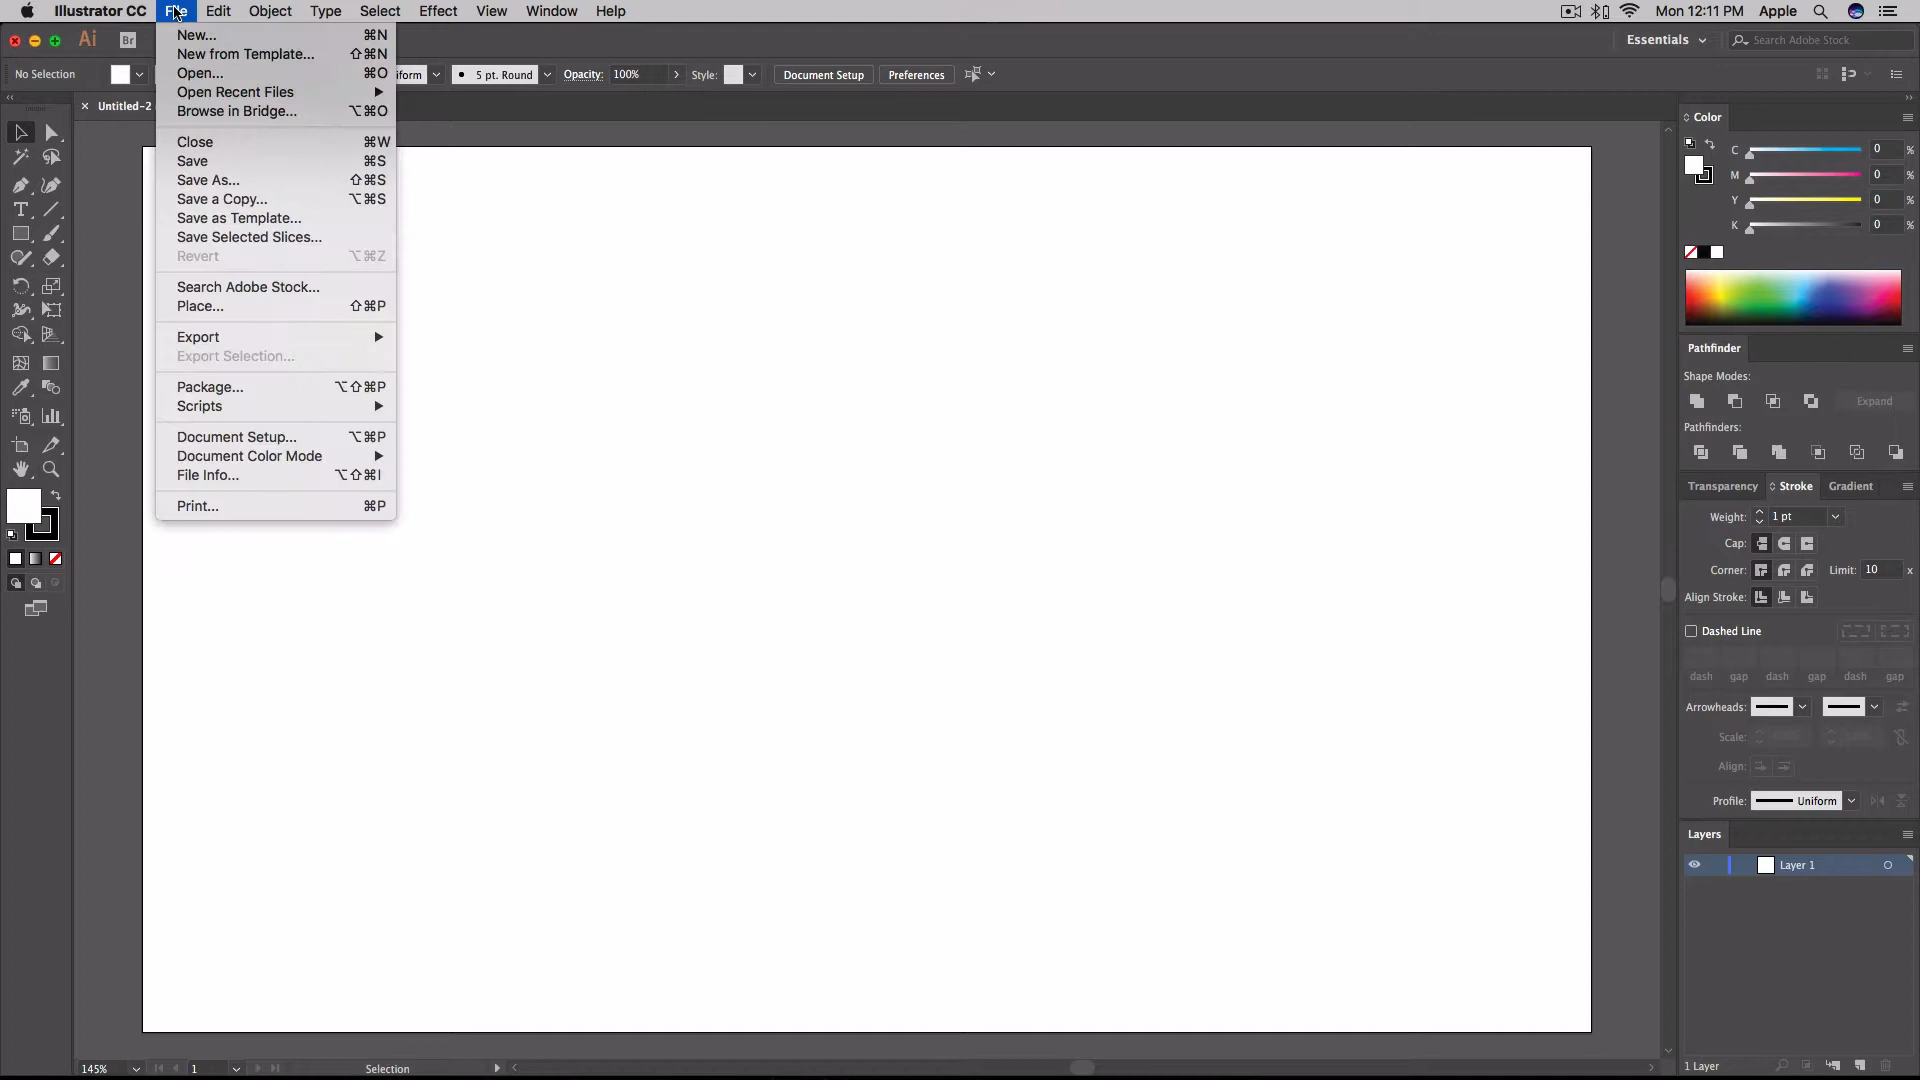 Illustrator CC File Edit Object Type Select Effect View Window Help Mon 12:11 PM Apple
Ai Br Essentials Search Adobe Stock
No Selection iform 5 pt. Round Opacity: 100% Style: Document Setup Preferences
Untitled-2
New... ⌘N
New from Template... ⇧⌘N
Open... ⌘O
Open Recent Files
Browse in Bridge... ⌥⌘O
Close ⌘W
Save ⌘S
Save As... ⇧⌘S
Save a Copy... ⌥⌘S
Save as Template...
Save Selected Slices...
Revert ⌥⌘Z
Search Adobe Stock...
Place... ⇧⌘P
Export
Export Selection...
Package... ⌥⇧⌘P
Scripts
Document Setup... ⌥⌘P
Document Color Mode
File Info... ⌥⇧⌘I
Print... ⌘P
Color
C 0 %
M 0 %
Y 0 %
K 0 %
Pathfinder
Shape Modes:
Expand
Pathfinders:
Transparency Stroke Gradient
Weight: 1 pt
Cap:
Corner: Limit: 10 x
Align Stroke:
Dashed Line
dash gap dash gap dash gap
Arrowheads:
Scale:
Align:
Profile: Uniform
Layers
Layer 1
1 Layer
145% 1 Selection